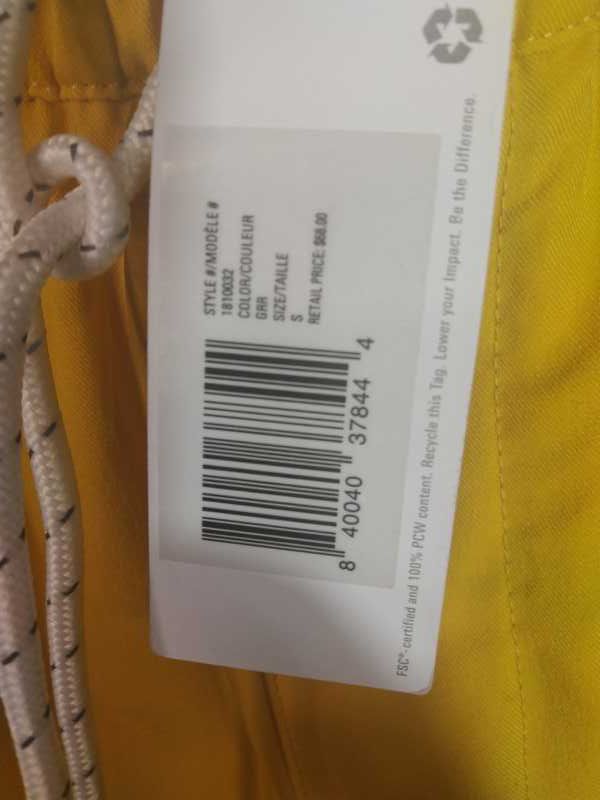 STYLE #/MODÈLE #
1810032
COLOR/COULEUR
GRR
SIZE/TAILLE
S
RETAIL PRICE: $68.00
8 40040 37844 4
FSC®-certified and 100% PCW content. Recycle this Tag. Lower your Impact. Be the Difference.